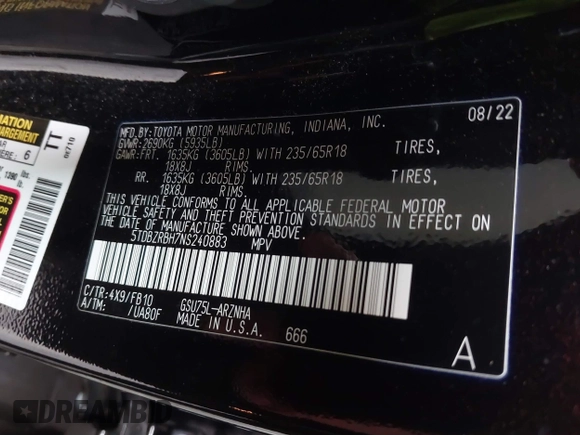 MFD.BY:TOYOTA MOTOR MANUFACTURING, INDIANA, INC. 08/22
GVWR:2690KG (5935LB)
GAWR:FRT. 1635KG (3605LB) WITH 235/65R18 TIRES,
18X8J RIMS,
RR. 1635KG (3605LB) WITH 235/65R18 TIRES,
18X8J RIMS.
THIS VEHICLE CONFORMS TO ALL APPLICABLE FEDERAL MOTOR
VEHICLE SAFETY AND THEFT PREVENTION STANDARDS IN EFFECT ON
THE DATE OF MANUFACTURE SHOWN ABOVE.
5TDBZRBH7NS240883 MPV
C/TR:4X9/FB10 GSU75L-ARZNHA
A/TM: /UA80F MADE IN U.S.A. 666
A
TT
6
DREAMBID